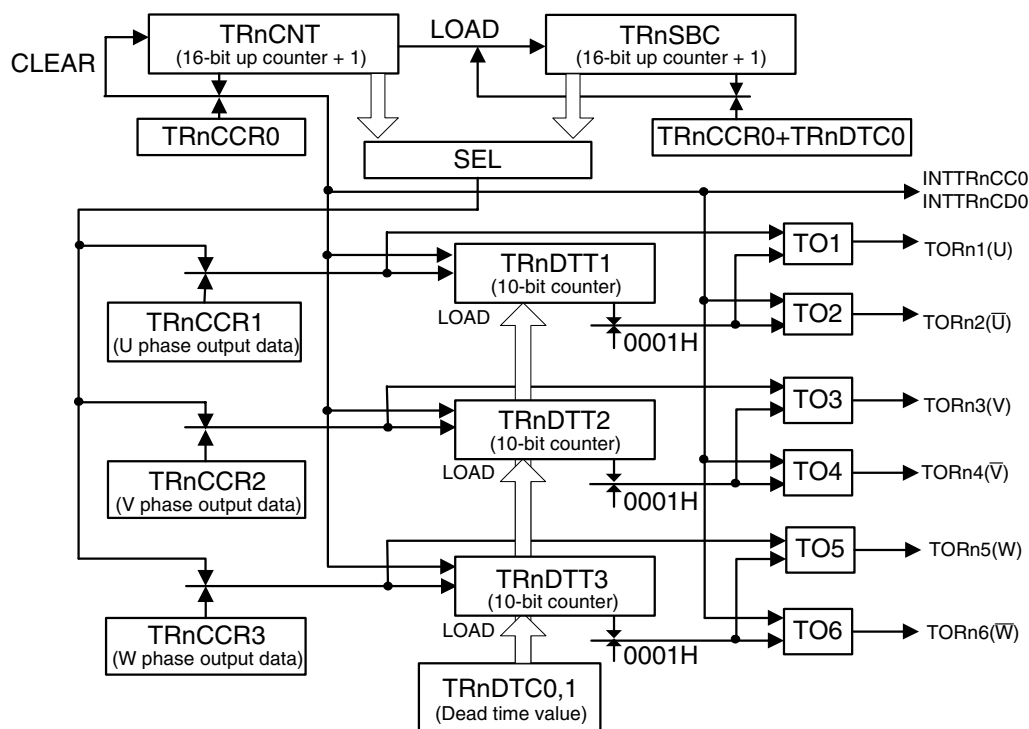 TRnCNT
(16-bit up counter + 1)
LOAD
TRnSBC
(16-bit up counter + 1)
CLEAR
TRnCCR0
TRnCCR0+TRnDTC0
SEL
INTTRnCC0
INTTRnCD0
TO1
TORn1(U)
TRnDTT1
(10-bit counter)
TRnCCR1
(U phase output data)
LOAD
0001H
TO2
TORn2(U̅)
TO3
TORn3(V)
TRnDTT2
(10-bit counter)
TRnCCR2
(V phase output data)
LOAD
0001H
TO4
TORn4(V̅)
TO5
TORn5(W)
TRnDTT3
(10-bit counter)
TRnCCR3
(W phase output data)
LOAD
0001H
TO6
TORn6(W̅)
TRnDTC0,1
(Dead time value)